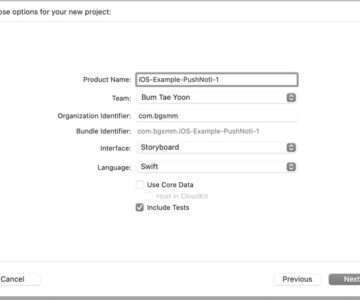 ose options for your new project:
Product Name: iOS-Example-PushNoti-1
Team: Bum Tae Yoon
Organization Identifier: com.bgsmm
Bundle Identifier: com.bgsmm.iOS-Example-PushNoti-1
Interface: Storyboard
Language: Swift
Use Core Data
Host in CloudKit
Include Tests
Cancel
Previous
Next